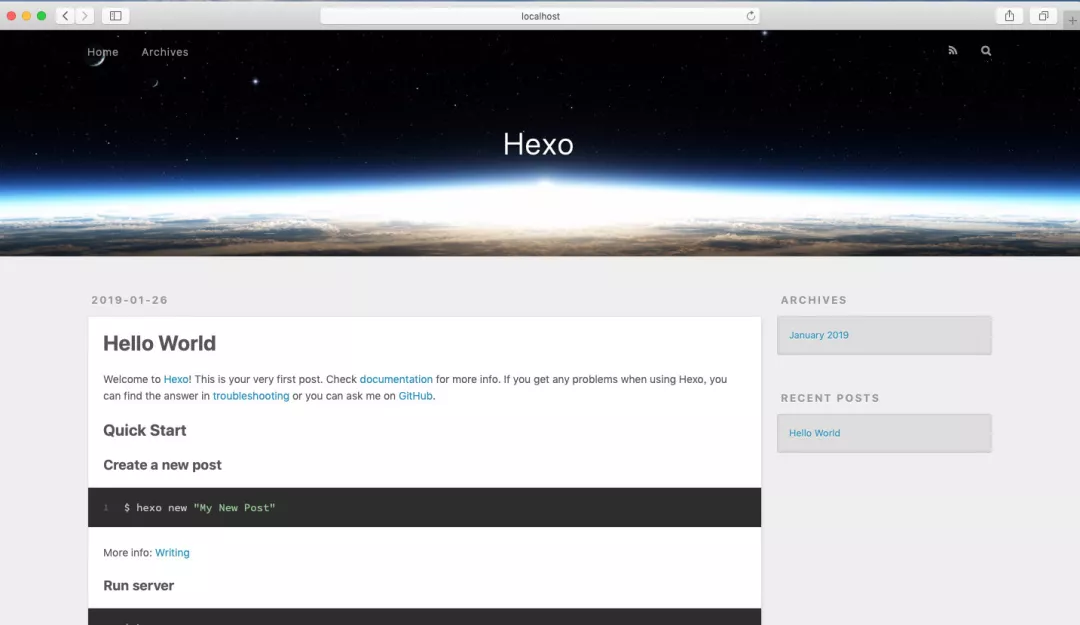 localhost
Home Archives
Hexo
2019-01-26
Hello World
Welcome to Hexo! This is your very first post. Check documentation for more info. If you get any problems when using Hexo, you
can find the answer in troubleshooting or you can ask me on GitHub.
Quick Start
Create a new post
1 $ hexo new "My New Post"
More info: Writing
Run server
ARCHIVES
January 2019
RECENT POSTS
Hello World